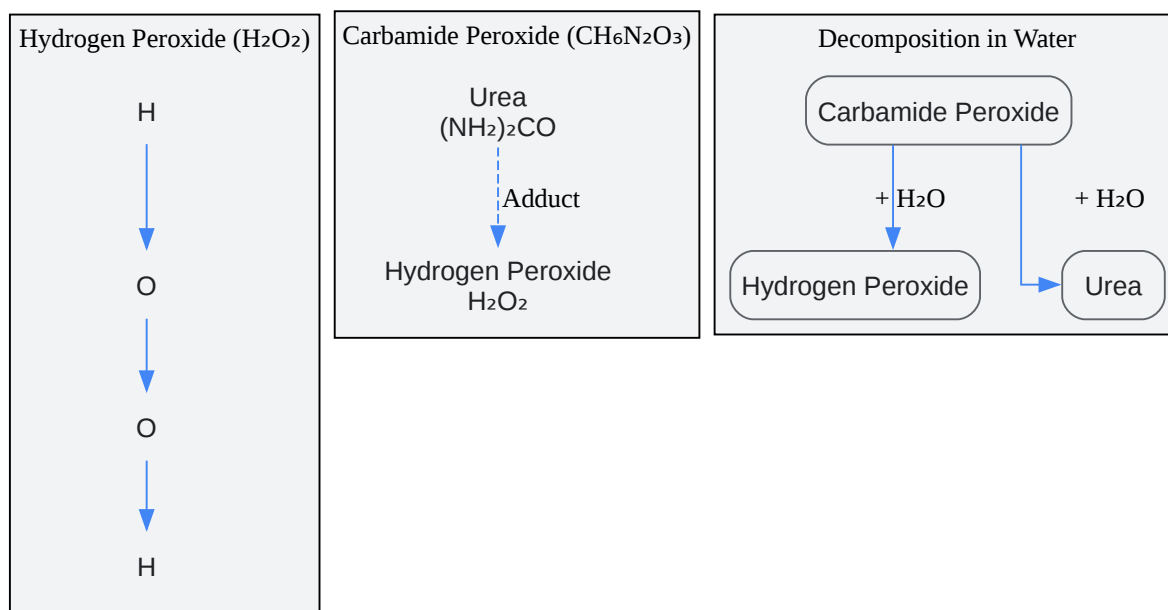 Hydrogen Peroxide (H₂O₂)
H
O
O
H
Carbamide Peroxide (CH₆N₂O₃)
Urea
(NH₂)₂CO
Adduct
Hydrogen Peroxide
H₂O₂
Decomposition in Water
Carbamide Peroxide
+ H₂O
+ H₂O
Hydrogen Peroxide
Urea